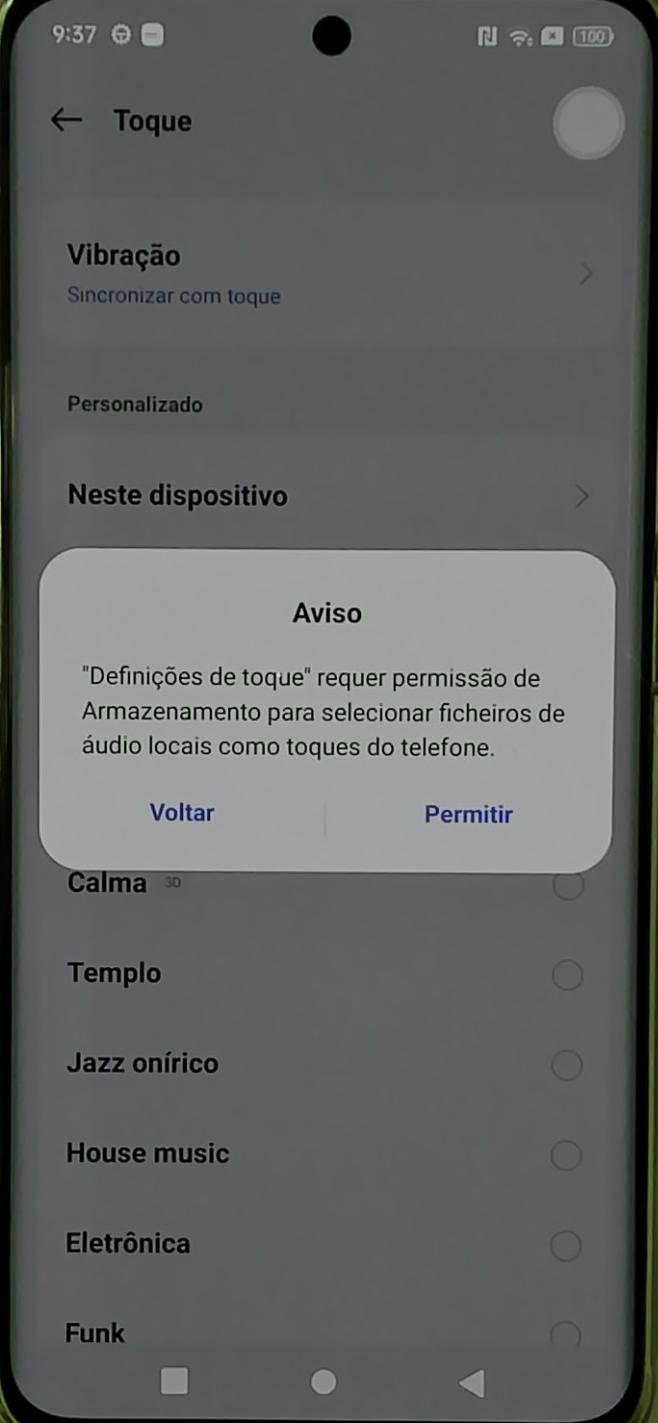 9:37
100
Toque
Vibração
Sincronizar com toque
Personalizado
Neste dispositivo
Aviso
"Definições de toque" requer permissão de
Armazenamento para selecionar ficheiros de
áudio locais como toques do telefone.
Voltar
Permitir
Calma 3D
Templo
Jazz onírico
House music
Eletrônica
Funk